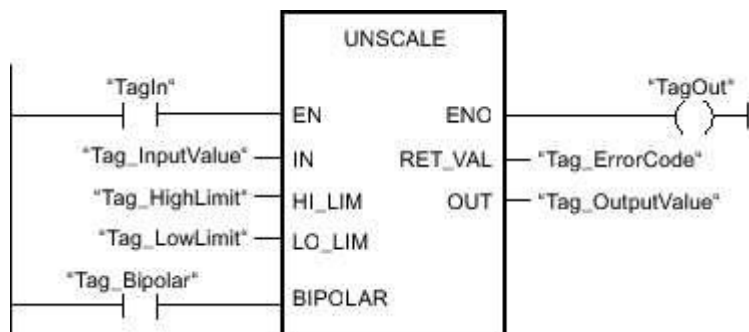 UNSCALE
"TagIn"
"TagOut"
EN
ENO
"Tag_InputValue"
IN
RET_VAL
"Tag_ErrorCode"
"Tag_HighLimit"
HI_LIM
OUT
"Tag_OutputValue"
"Tag_LowLimit"
LO_LIM
"Tag_Bipolar"
BIPOLAR